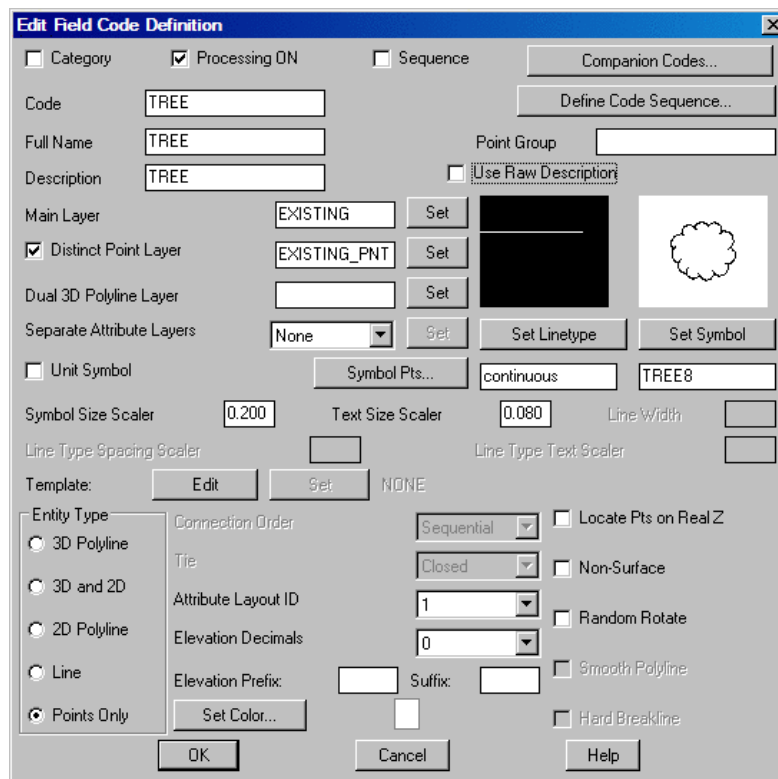 Edit Field Code Definition
Category Processing ON Sequence Companion Codes...
Code TREE Define Code Sequence...
Full Name TREE Point Group
Description TREE Use Raw Description
Main Layer EXISTING Set
Distinct Point Layer EXISTING_PNT Set
Dual 3D Polyline Layer Set
Separate Attribute Layers None Set Set Linetype Set Symbol
Unit Symbol Symbol Pts... continuous TREE8
Symbol Size Scaler 0.200 Text Size Scaler 0.080 Line Width
Line Type Spacing Scaler Line Type Text Scaler
Template: Edit Set NONE
Entity Type
3D Polyline
3D and 2D
2D Polyline
Line
Points Only
Connection Order Sequential
Tie Closed
Attribute Layout ID 1
Elevation Decimals 0
Elevation Prefix: Suffix:
Set Color...
Locate Pts on Real Z
Non-Surface
Random Rotate
Smooth Polyline
Hard Breakline
OK Cancel Help